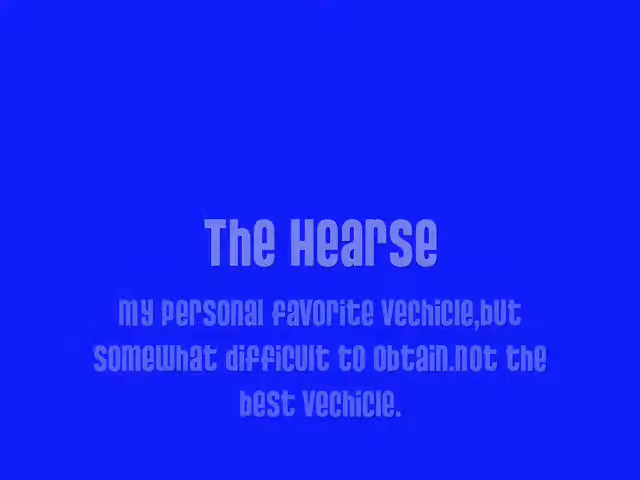 The Hearse
My personal favorite vechicle,but
somewhat difficult to obtain.Not the
best vechicle.